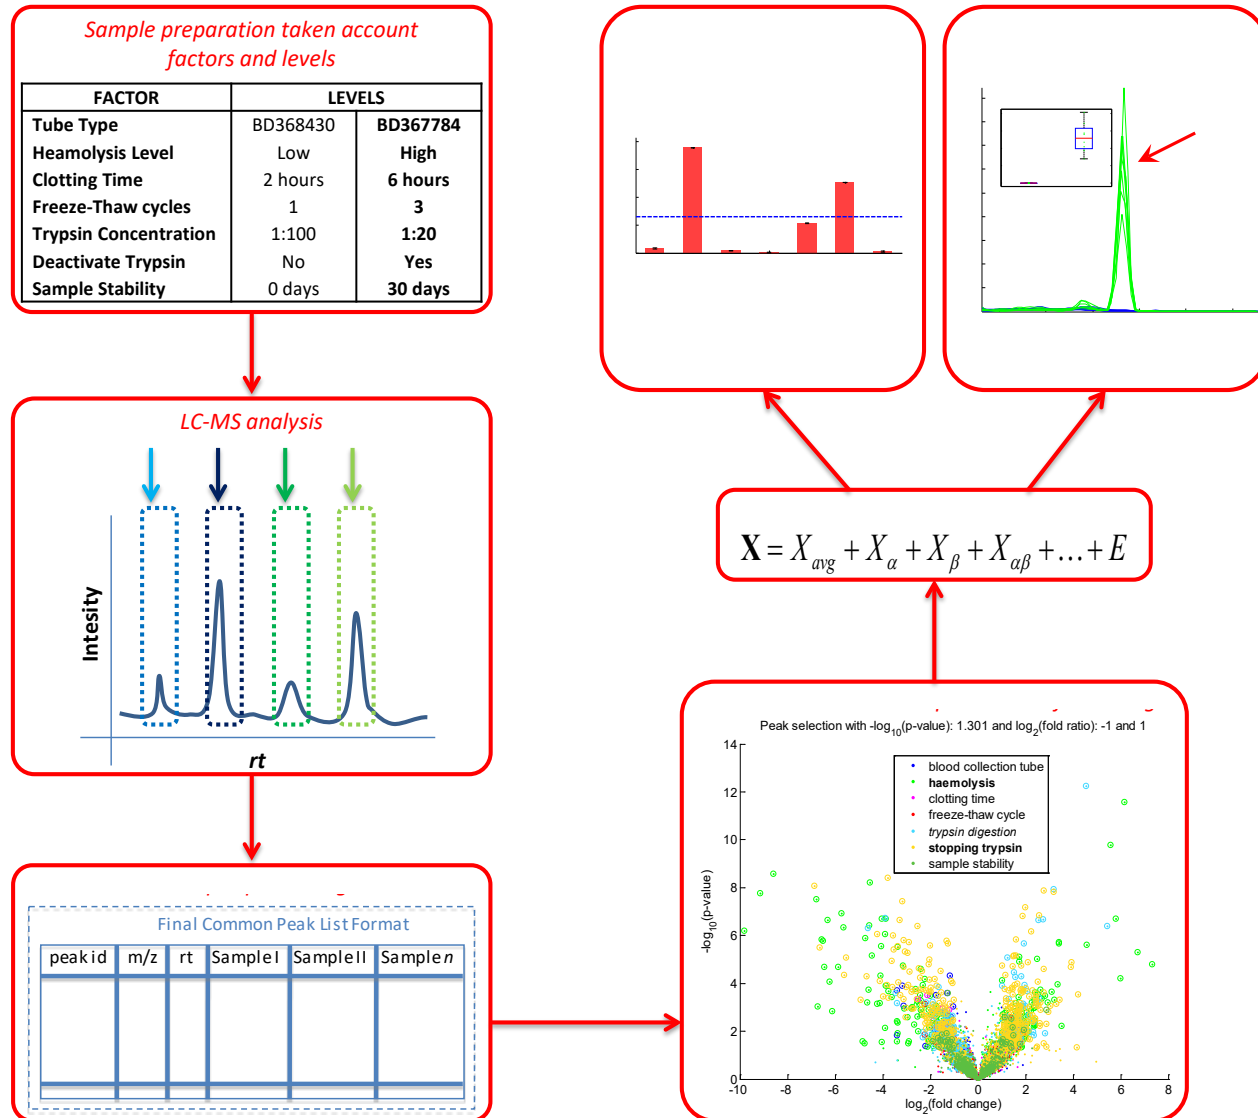 Sample preparation taken account
factors and levels
FACTOR LEVELS
Tube Type BD368430 BD367784
Heamolysis Level Low High
Clotting Time 2 hours 6 hours
Freeze-Thaw cycles 1 3
Trypsin Concentration 1:100 1:20
Deactivate Trypsin No Yes
Sample Stability 0 days 30 days
LC-MS analysis
Intesity
rt
Final Common Peak List Format
peak id m/z rt Sample I Sample II Sample n
Peak selection with -log10(p-value): 1.301 and log2(fold ratio): -1 and 1
14
12
10
8
6
4
2
0
-log10(p-value)
blood collection tube
haemolysis
clotting time
freeze-thaw cycle
trypsin digestion
stopping trypsin
sample stability
-10 -8 -6 -4 -2 0 2 4 6 8
log2(fold change)
X = Xavg + Xα + Xβ + Xαβ + ... + E